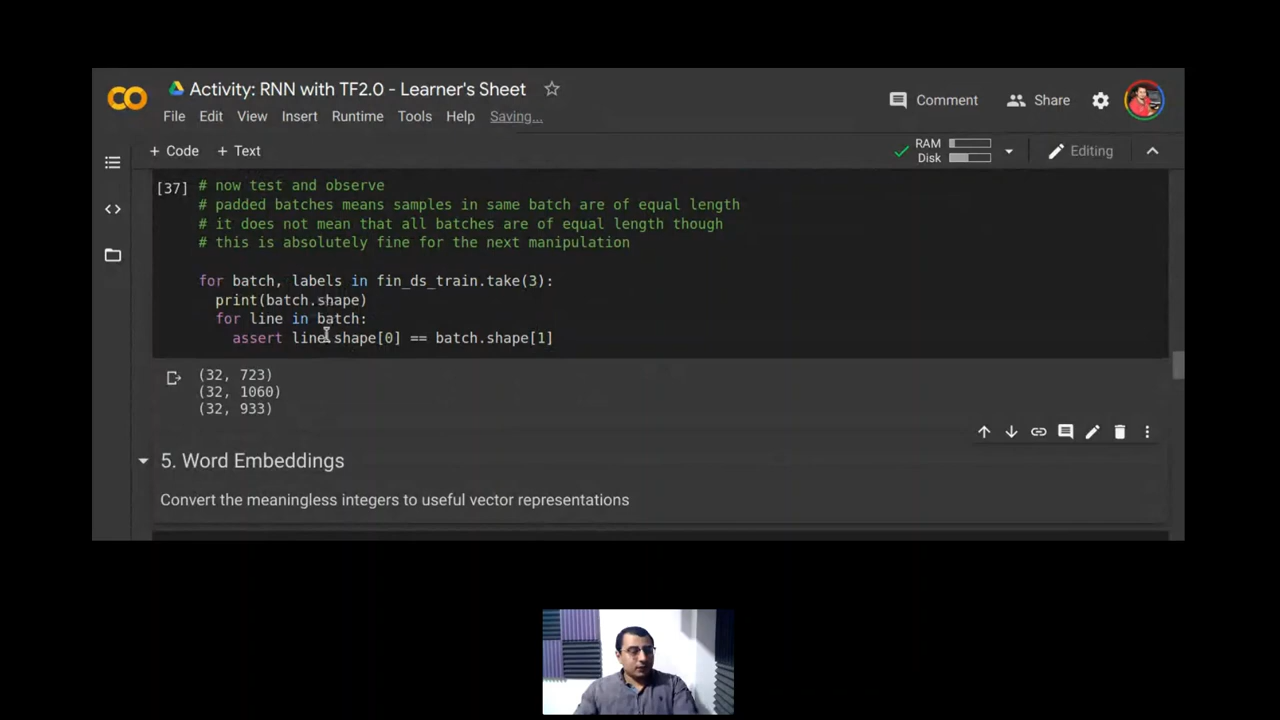 Activity: RNN with TF2.0 - Learner's Sheet
Comment
Share
File Edit View Insert Runtime Tools Help Saving...
+ Code + Text
RAM
Disk
Editing
[37]
# now test and observe
# padded batches means samples in same batch are of equal length
# it does not mean that all batches are of equal length though
# this is absolutely fine for the next manipulation
for batch, labels in fin_ds_train.take(3):
print(batch.shape)
for line in batch:
assert line.shape[0] == batch.shape[1]
(32, 723)
(32, 1060)
(32, 933)
5. Word Embeddings
Convert the meaningless integers to useful vector representations